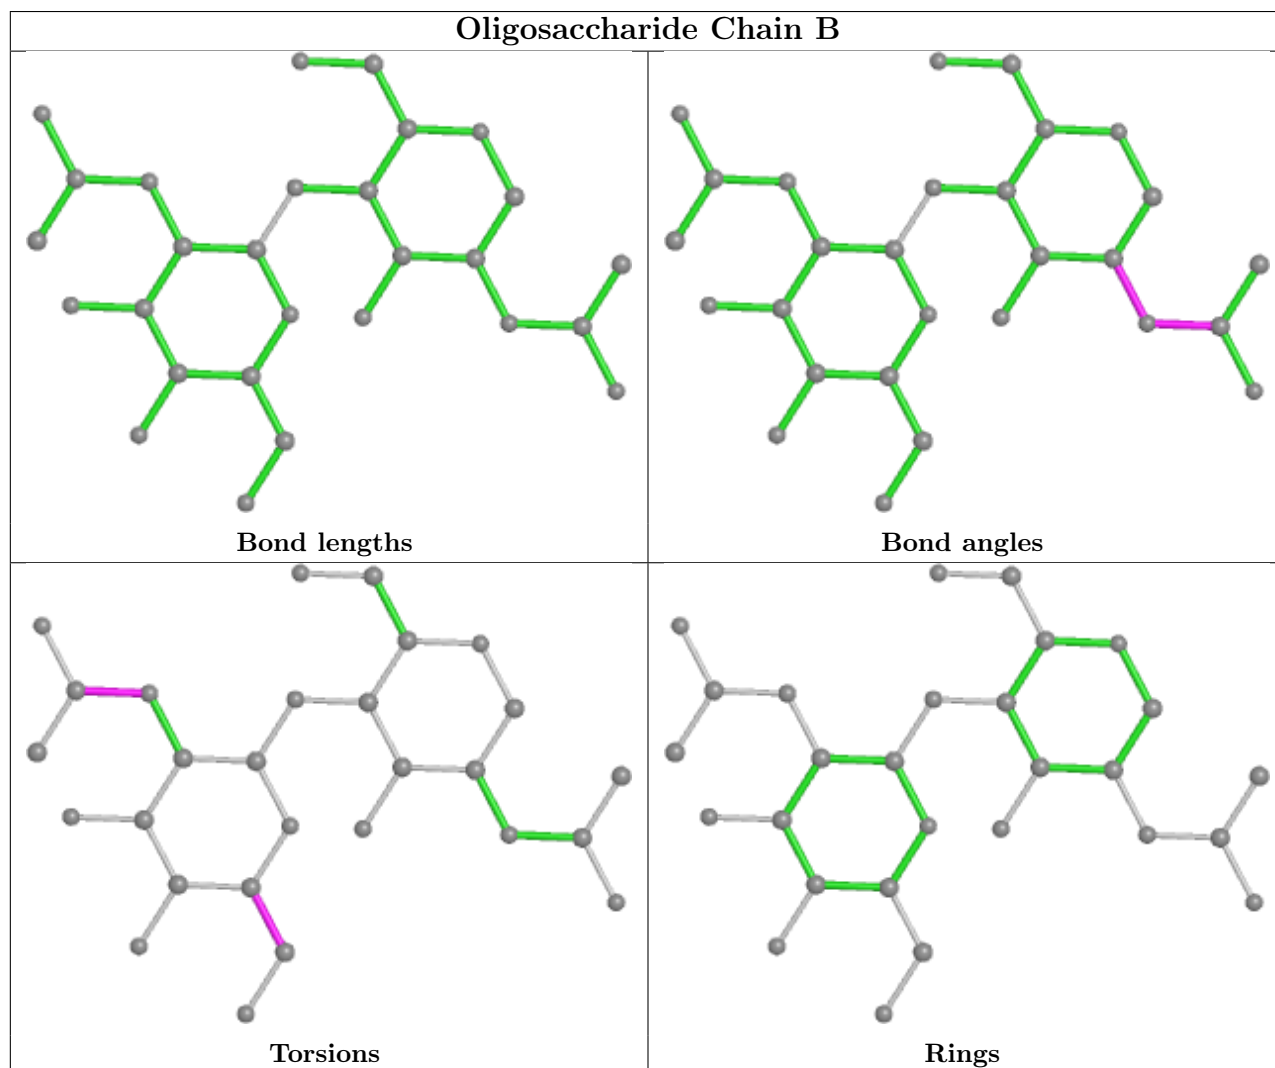 Oligosaccharide Chain B
Bond lengths
Bond angles
Torsions
Rings